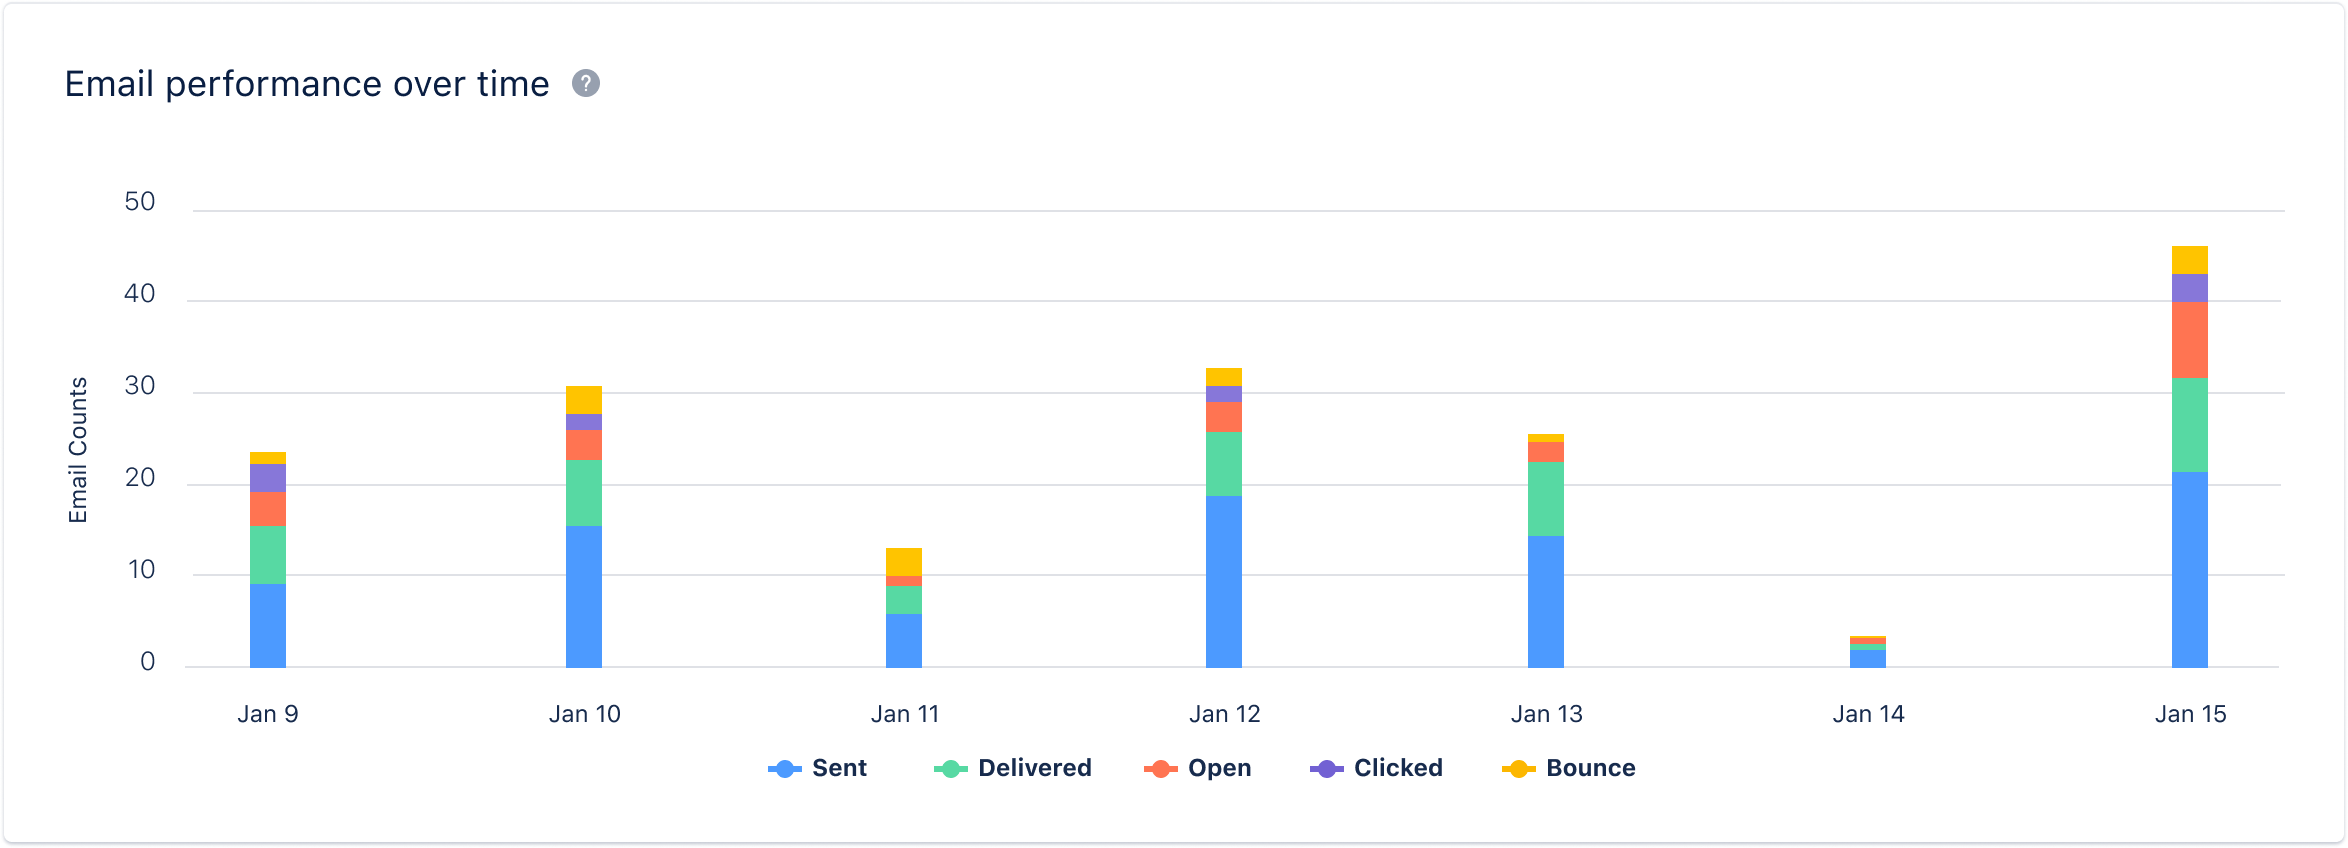 Email performance over time ?
50
40
30
20
10
0
Email Counts
Jan 9 Jan 10 Jan 11 Jan 12 Jan 13 Jan 14 Jan 15
Sent Delivered Open Clicked Bounce